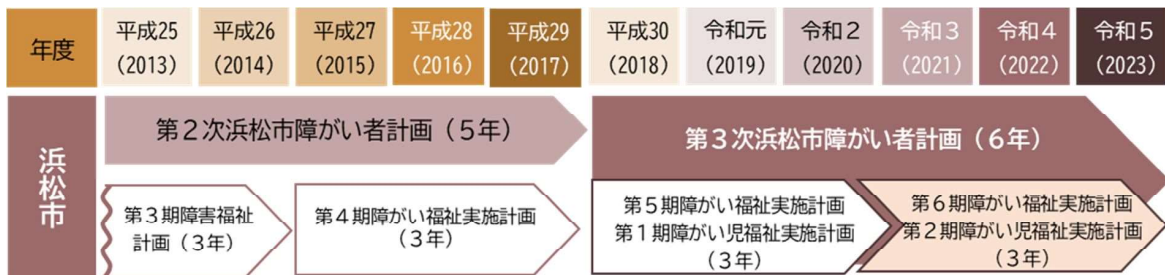 年度
平成25
(2013)
平成26
(2014)
平成27
(2015)
平成28
(2016)
平成29
(2017)
平成30
(2018)
令和元
(2019)
令和２
(2020)
令和３
(2021)
令和４
(2022)
令和５
(2023)
浜松市
第２次浜松市障がい者計画（５年）
第３次浜松市障がい者計画（６年）
第３期障害福祉
計画（３年）
第４期障がい福祉実施計画
（３年）
第５期障がい福祉実施計画
第１期障がい児福祉実施計画
（３年）
第６期障がい福祉実施計画
第２期障がい児福祉実施計画
（３年）